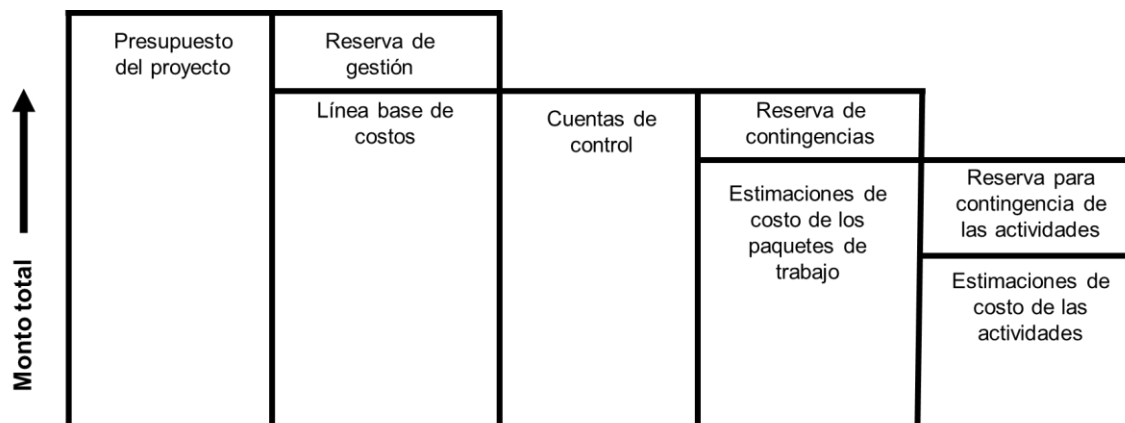 Presupuesto
del proyecto
Reserva de
gestión
Línea base de
costos
Cuentas de
control
Reserva de
contingencias
Estimaciones de
costo de los
paquetes de
trabajo
Reserva para
contingencia de
las actividades
Estimaciones de
costo de las
actividades
Monto total